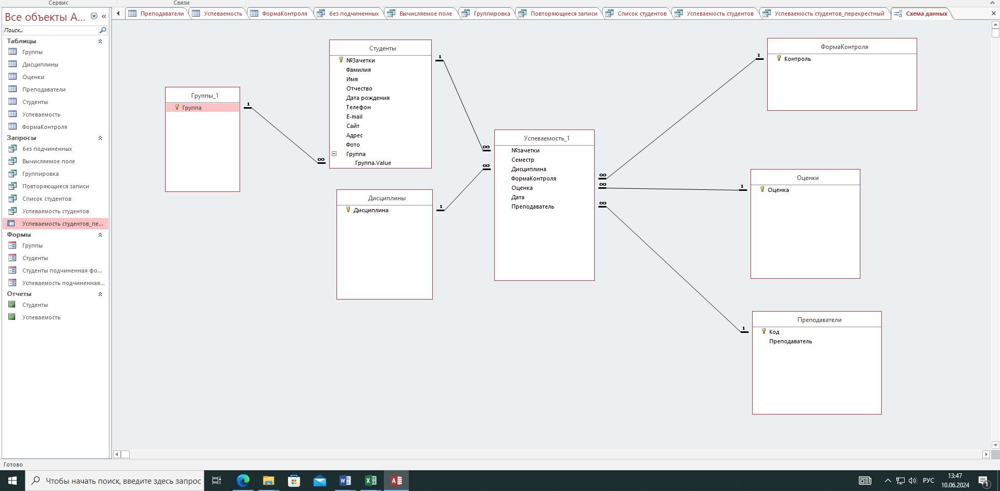 Сервис
Связи
Все объекты А...
Поиск...
Таблицы
Группы
Дисциплины
Оценки
Преподаватели
Студенты
Успеваемость
ФормаКонтроля
Запросы
без подчиненных
Вычисляемое поле
Группировка
Повторяющиеся записи
Список студентов
Успеваемость студентов
Успеваемость студентов_пе...
Формы
Группы
Студенты
Студенты подчиненная фо...
Успеваемость подчиненная...
Отчеты
Студенты
Успеваемость
Преподаватели
Успеваемость
ФормаКонтроля
без подчиненных
Вычисляемое поле
Группировка
Повторяющиеся записи
Список студентов
Успеваемость студентов
Успеваемость студентов_перекрестный
Схема данных
Группы_1
Группа
1
∞
Студенты
№Зачетки
Фамилия
Имя
Отчество
Дата рождения
Телефон
E-mail
Сайт
Адрес
Фото
Группа
Группа.Value
1
∞
Дисциплины
Дисциплина
1
∞
Успеваемость_1
№зачетки
Семестр
Дисциплина
ФормаКонтроля
Оценка
Дата
Преподаватель
∞
∞
∞
1
ФормаКонтроля
Контроль
1
Оценки
Оценка
1
Преподаватели
Код
Преподаватель
Готово
Чтобы начать поиск, введите здесь запрос
РУС
13:47
10.06.2024
1